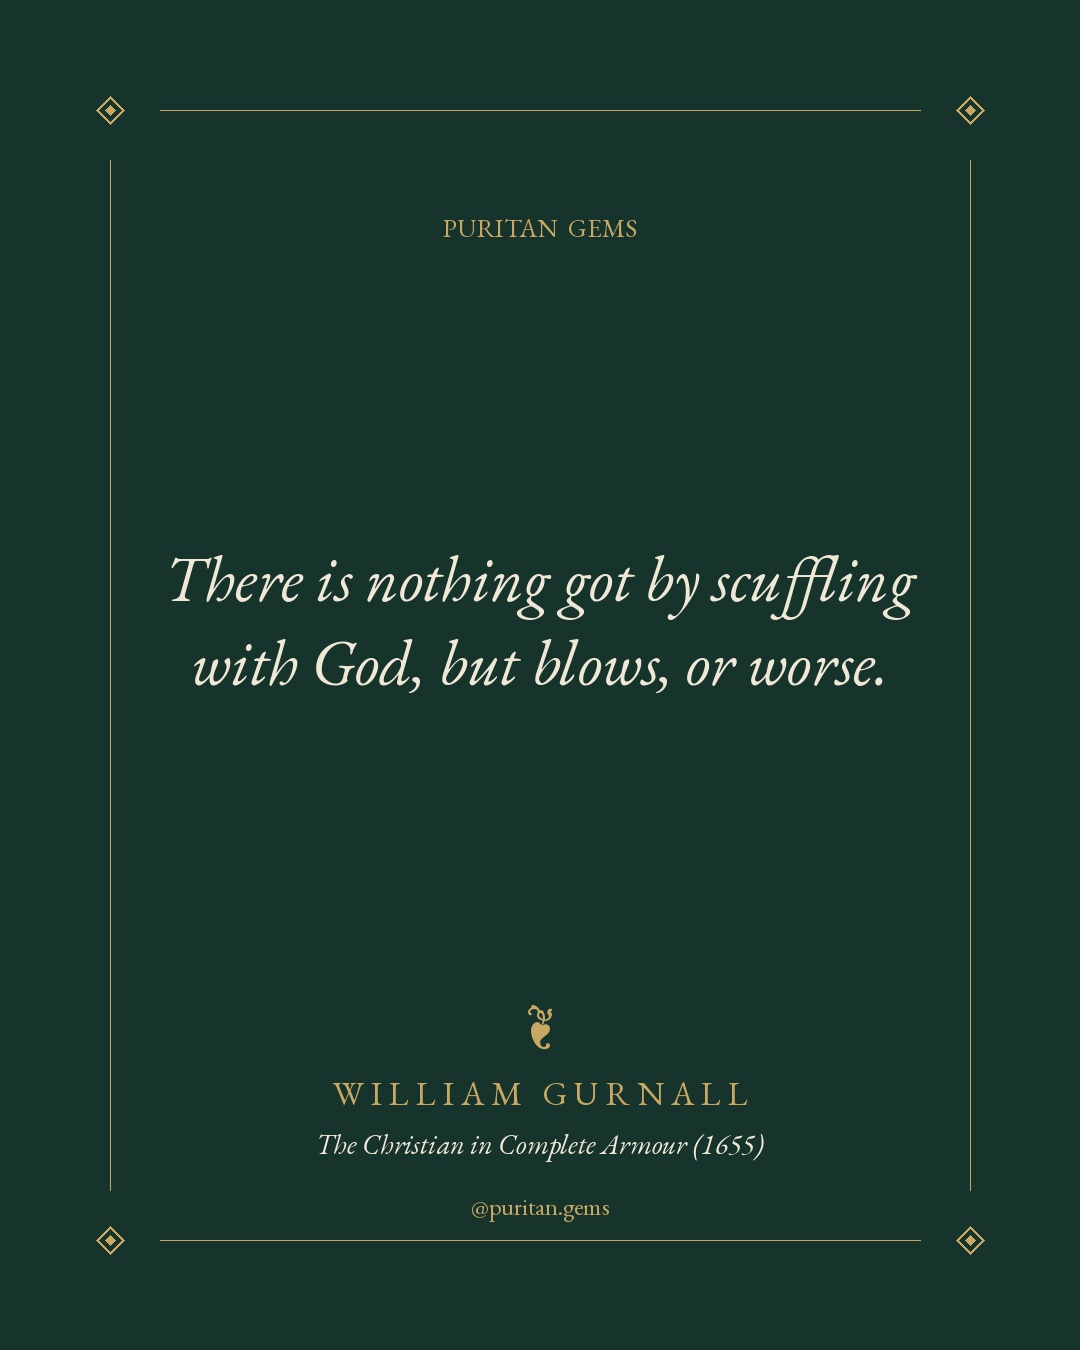 PURITAN GEMS
There is nothing got by scuffling
with God, but blows, or worse.
WILLIAM GURNALL
The Christian in Complete Armour (1655)
@puritan.gems